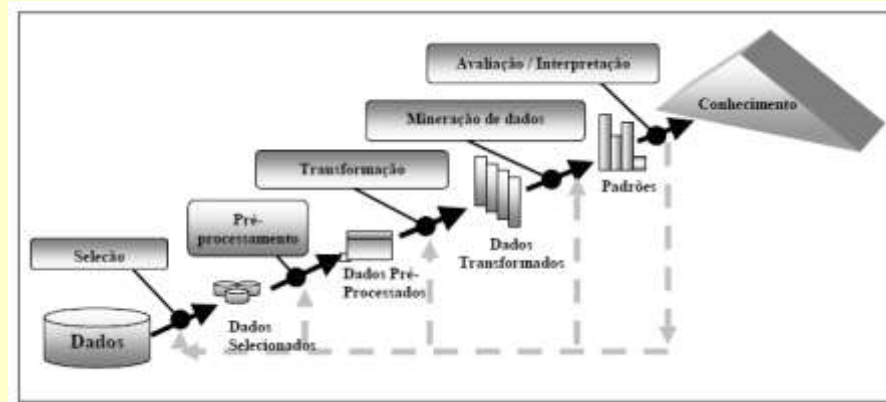 Avaliação / Interpretação
Conhecimento
Mineração de dados
Padrões
Transformação
Dados
Transformados
Pré-
processamento
Dados Pré-
Processados
Seleção
Dados
Selecionados
Dados